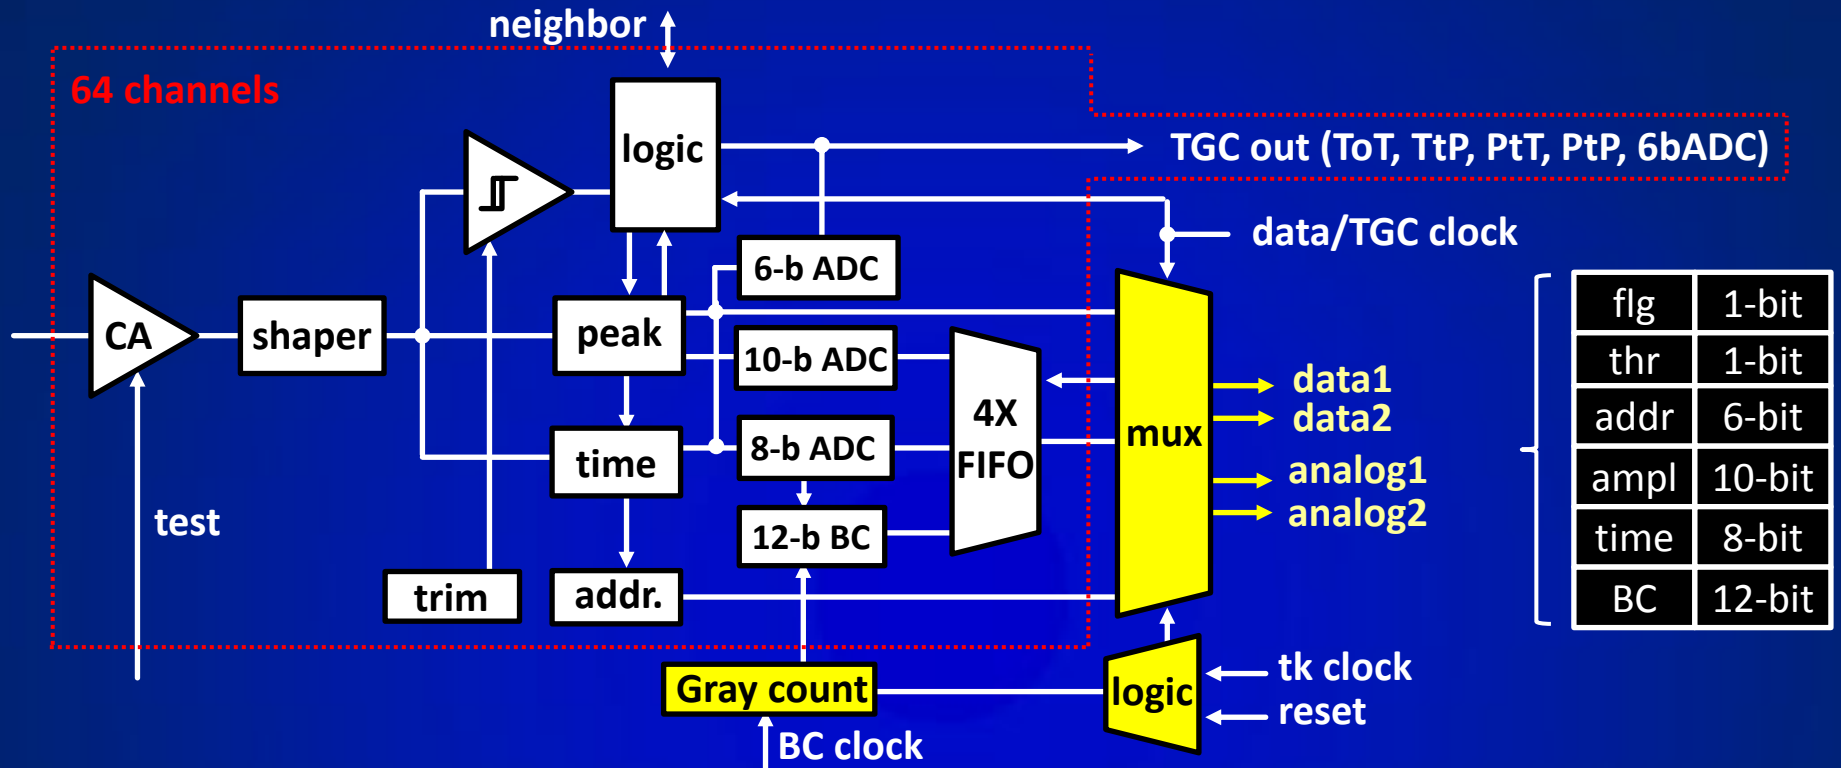 neighbor
64 channels
logic
TGC out (ToT, TtP, PtT, PtP, 6bADC)
data/TGC clock
6-b ADC
CA
shaper
peak
10-b ADC
4X
FIFO
mux
data1
data2
analog1
analog2
time
8-b ADC
12-b BC
test
trim
addr.
Gray count
logic
tk clock
reset
BC clock
flg 1-bit
thr 1-bit
addr 6-bit
ampl 10-bit
time 8-bit
BC 12-bit